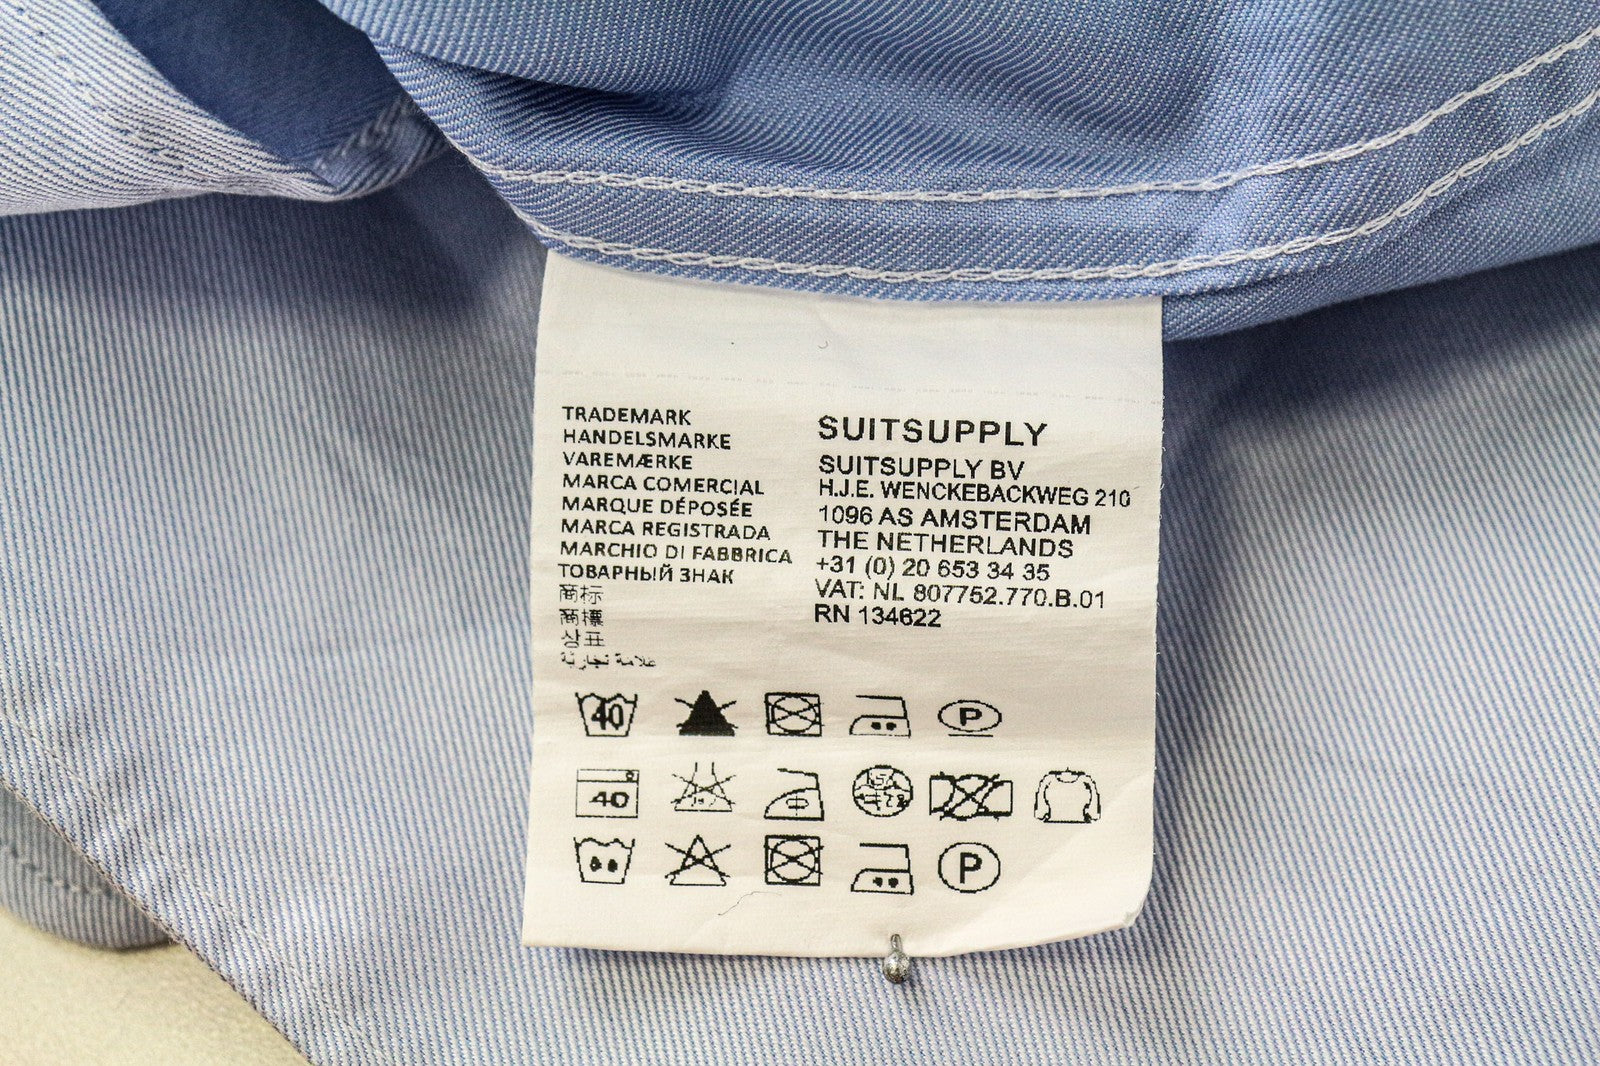 TRADEMARK
HANDELSMARKE
VAREMÆRKE
MARCA COMERCIAL
MARQUE DÉPOSÉE
MARCA REGISTRADA
MARCHIO DI FABBRICA
ТОВАРНЫЙ ЗНАК
商标
商標
상표
علامة تجارية
SUITSUPPLY
SUITSUPPLY BV
H.J.E. WENCKEBACKWEG 210
1096 AS AMSTERDAM
THE NETHERLANDS
+31 (0) 20 653 34 35
VAT: NL 807752.770.B.01
RN 134622
40 P
40
P